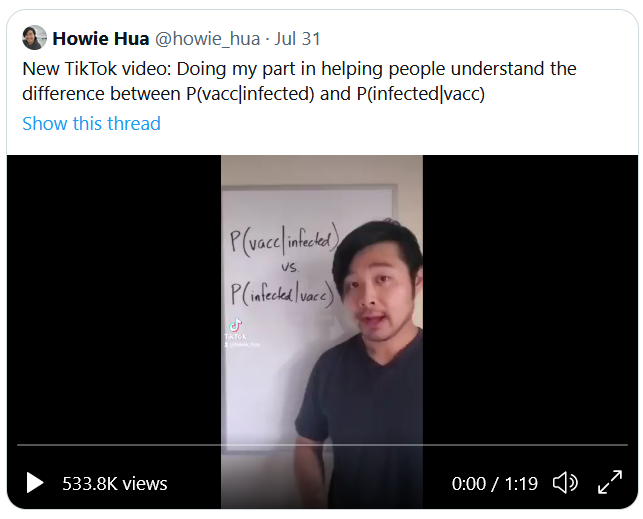 Howie Hua @howie_hua · Jul 31
New TikTok video: Doing my part in helping people understand the
difference between P(vacc|infected) and P(infected|vacc)
Show this thread
P(vacc|infected)
vs.
P(infected|vacc)
TikTok
@howie_hua
533.8K views
0:00 / 1:19